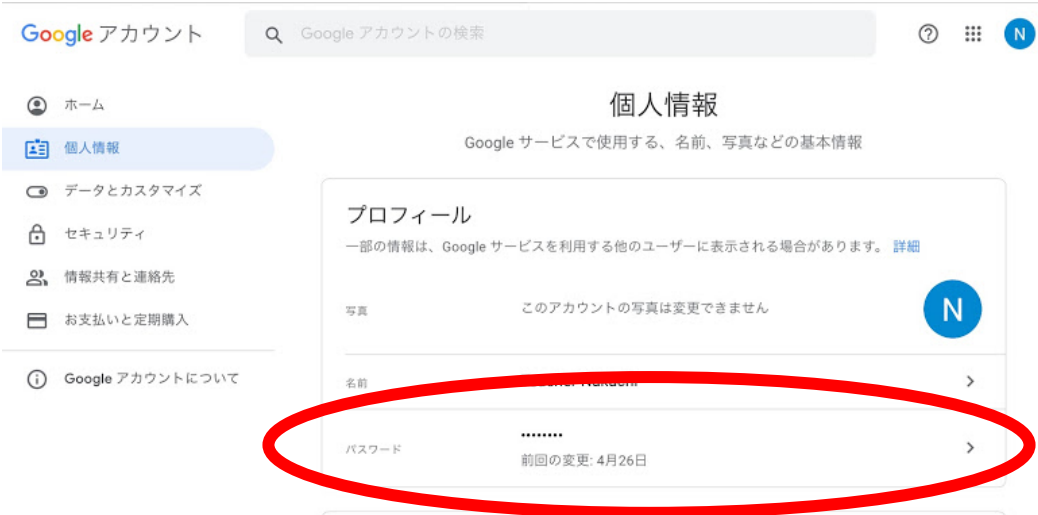 Google アカウント
Google アカウントの検索
N
ホーム
個人情報
データとカスタマイズ
セキュリティ
情報共有と連絡先
お支払いと定期購入
Google アカウントについて
個人情報
Google サービスで使用する、名前、写真などの基本情報
プロフィール
一部の情報は、Google サービスを利用する他のユーザーに表示される場合があります。 詳細
写真 このアカウントの写真は変更できません N
名前
パスワード ••••••••
前回の変更: 4月26日